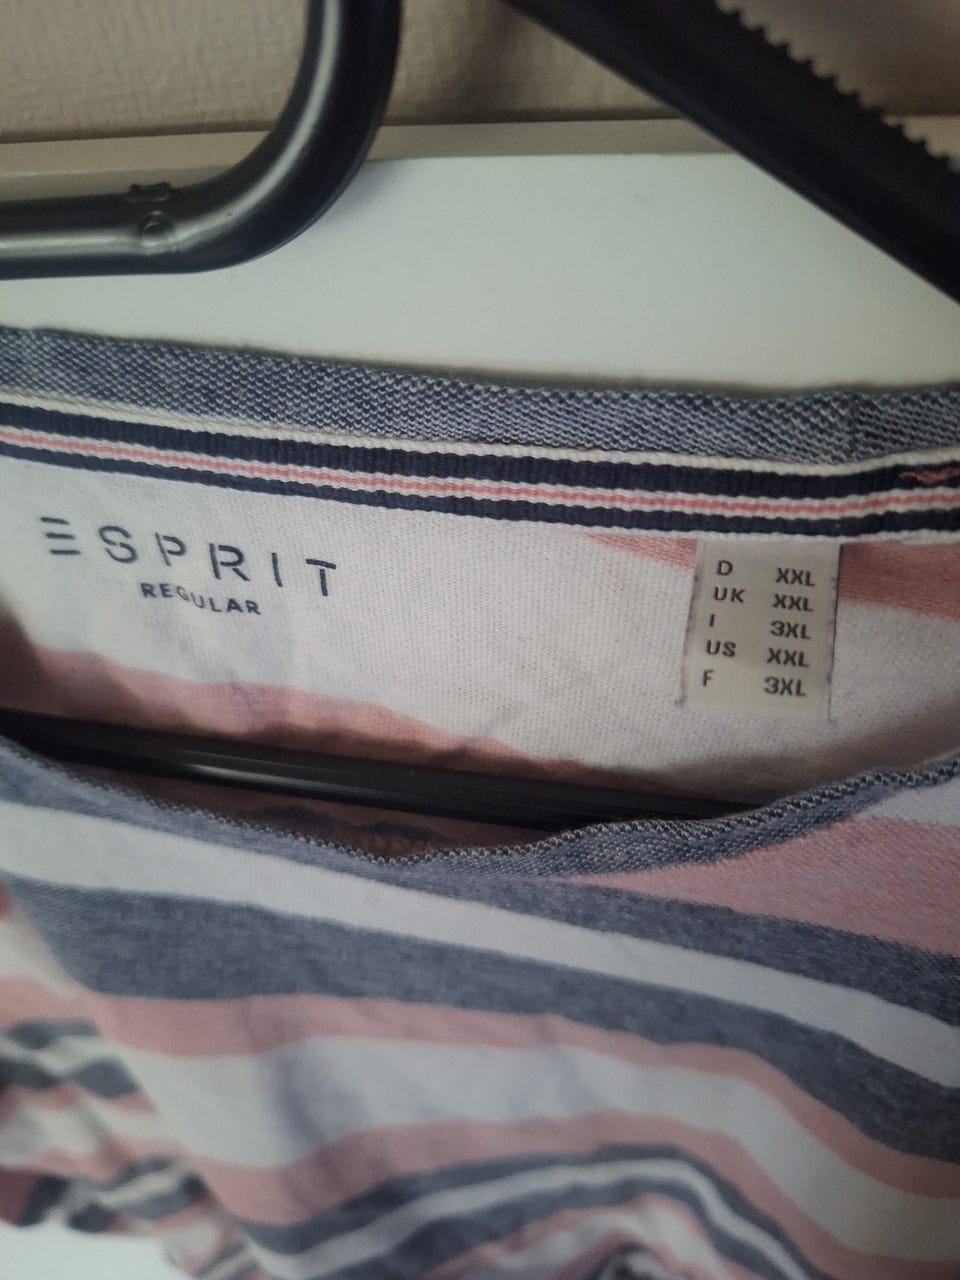 ESPRIT
REGULAR
D XXL
UK XXL
I 3XL
US XXL
F 3XL